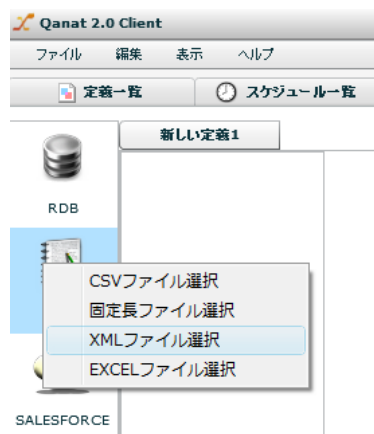 Qanat 2.0 Client
ファイル 編集 表示 ヘルプ
定義一覧 スケジュール一覧
新しい定義1
RDB
CSVファイル選択
固定長ファイル選択
XMLファイル選択
EXCELファイル選択
SALESFORCE